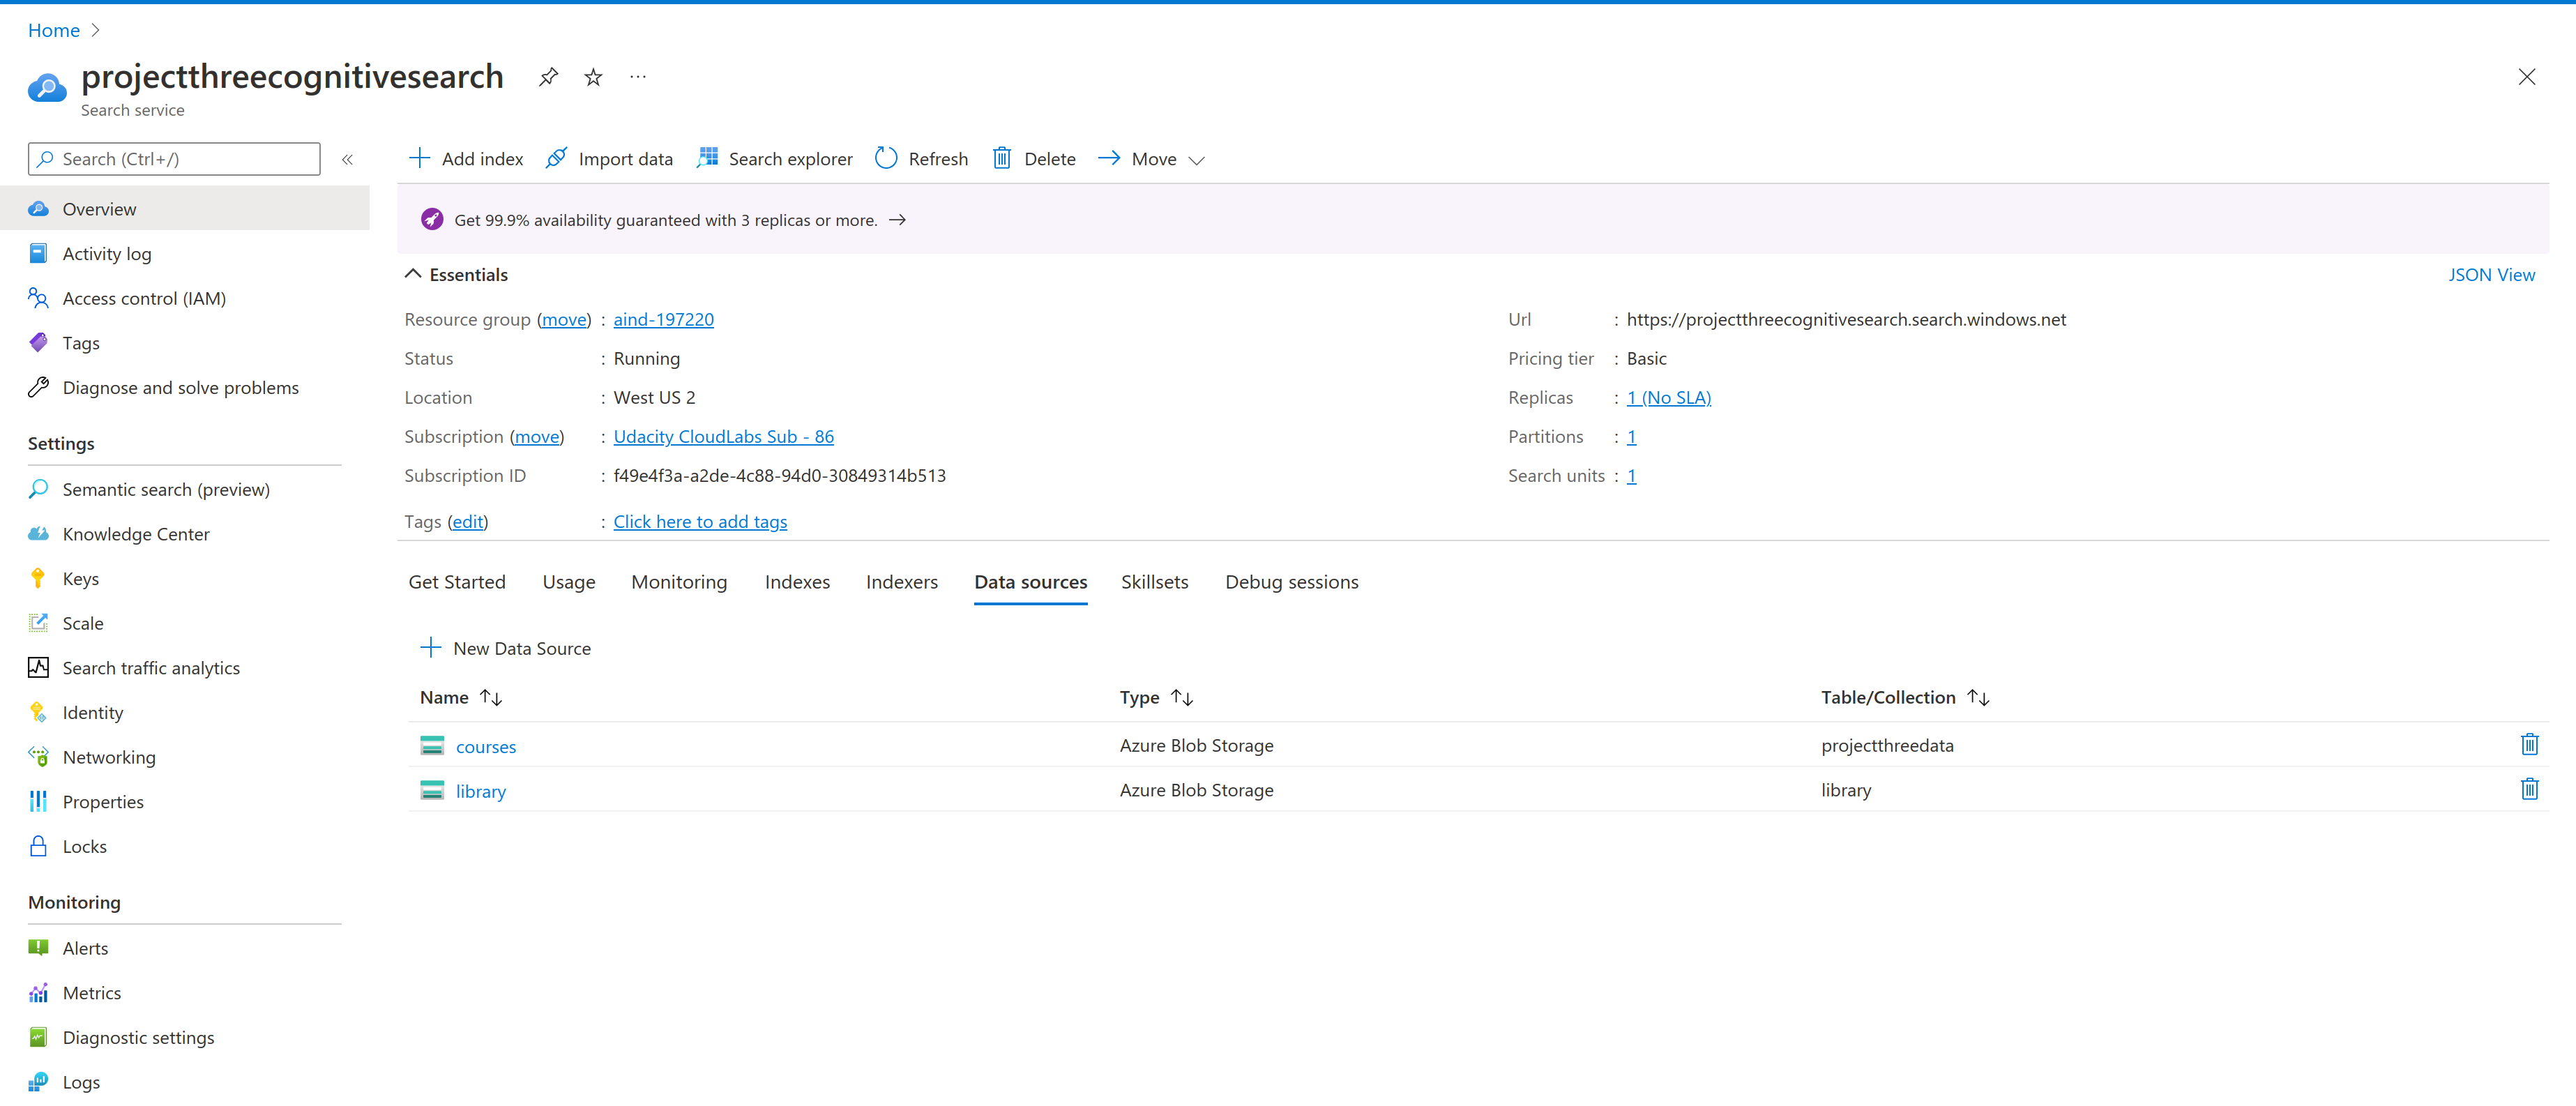 Home
projectthreecognitivesearch
Search service
Search (Ctrl+/)
Overview
Activity log
Access control (IAM)
Tags
Diagnose and solve problems
Settings
Semantic search (preview)
Knowledge Center
Keys
Scale
Search traffic analytics
Identity
Networking
Properties
Locks
Monitoring
Alerts
Metrics
Diagnostic settings
Logs
Add index Import data Search explorer Refresh Delete Move
Get 99.9% availability guaranteed with 3 replicas or more.
Essentials JSON View
Resource group (move) : aind-197220
Status : Running
Location : West US 2
Subscription (move) : Udacity CloudLabs Sub - 86
Subscription ID : f49e4f3a-a2de-4c88-94d0-30849314b513
Tags (edit) : Click here to add tags
Url : https://projectthreecognitivesearch.search.windows.net
Pricing tier : Basic
Replicas : 1 (No SLA)
Partitions : 1
Search units : 1
Get Started Usage Monitoring Indexes Indexers Data sources Skillsets Debug sessions
New Data Source
Name Type Table/Collection
courses Azure Blob Storage projectthreedata
library Azure Blob Storage library